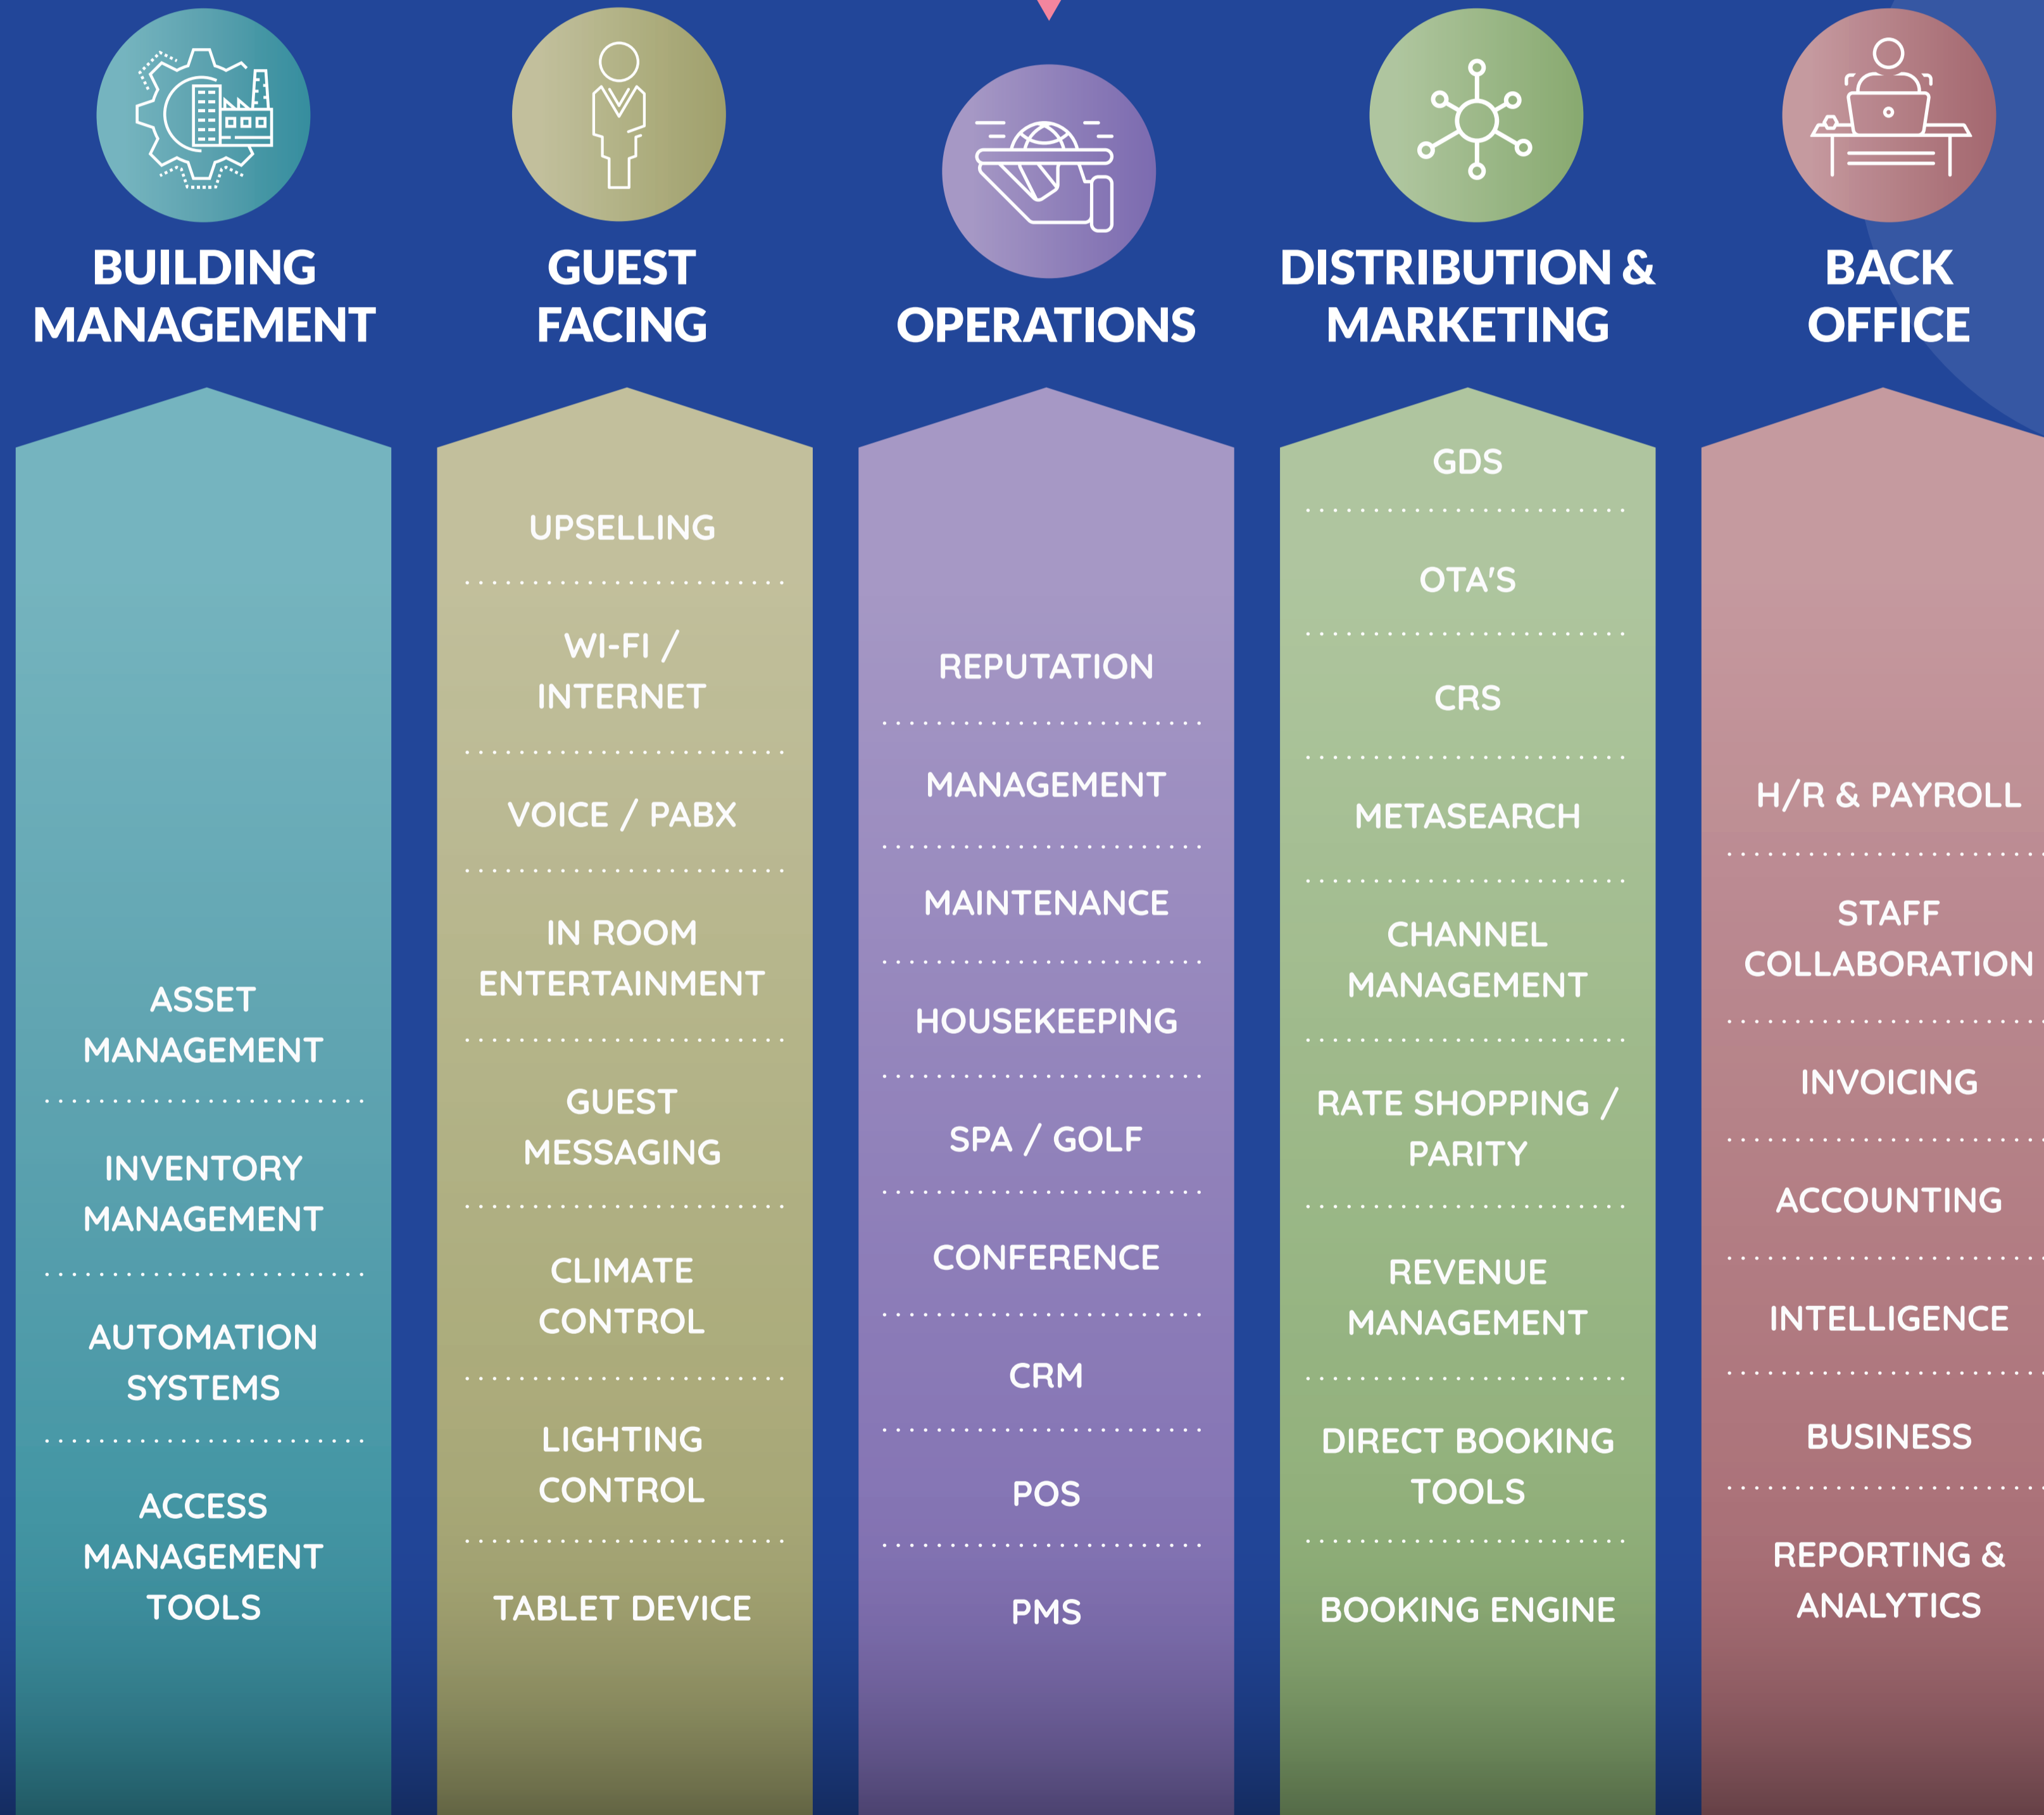 BUILDING
MANAGEMENT
ASSET
MANAGEMENT
INVENTORY
MANAGEMENT
AUTOMATION
SYSTEMS
ACCESS
MANAGEMENT
TOOLS
GUEST
FACING
UPSELLING
WI-FI /
INTERNET
VOICE / PABX
IN ROOM
ENTERTAINMENT
GUEST
MESSAGING
CLIMATE
CONTROL
LIGHTING
CONTROL
TABLET DEVICE
OPERATIONS
REPUTATION
MANAGEMENT
MAINTENANCE
HOUSEKEEPING
SPA / GOLF
CONFERENCE
CRM
POS
PMS
DISTRIBUTION &
MARKETING
GDS
OTA'S
CRS
METASEARCH
CHANNEL
MANAGEMENT
RATE SHOPPING /
PARITY
REVENUE
MANAGEMENT
DIRECT BOOKING
TOOLS
BOOKING ENGINE
BACK
OFFICE
H/R & PAYROLL
STAFF
COLLABORATION
INVOICING
ACCOUNTING
INTELLIGENCE
BUSINESS
REPORTING &
ANALYTICS